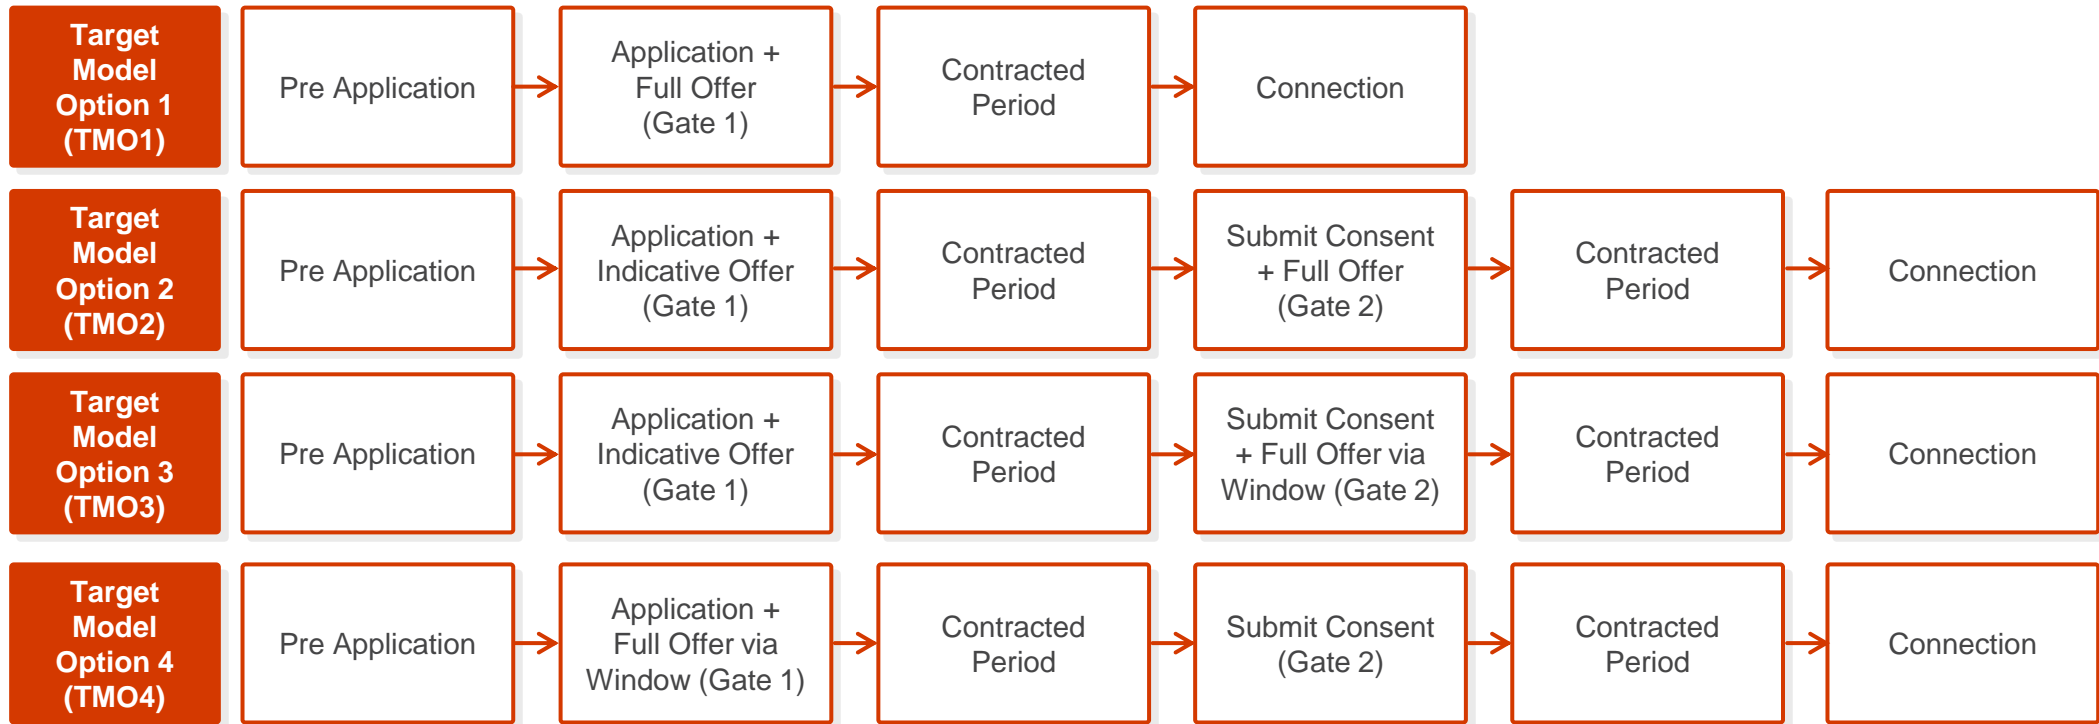 Target
Model
Option 1
(TMO1)
Pre Application
Application +
Full Offer
(Gate 1)
Contracted
Period
Connection
Target
Model
Option 2
(TMO2)
Pre Application
Application +
Indicative Offer
(Gate 1)
Contracted
Period
Submit Consent
+ Full Offer
(Gate 2)
Contracted
Period
Connection
Target
Model
Option 3
(TMO3)
Pre Application
Application +
Indicative Offer
(Gate 1)
Contracted
Period
Submit Consent
+ Full Offer via
Window (Gate 2)
Contracted
Period
Connection
Target
Model
Option 4
(TMO4)
Pre Application
Application +
Full Offer via
Window (Gate 1)
Contracted
Period
Submit Consent
(Gate 2)
Contracted
Period
Connection